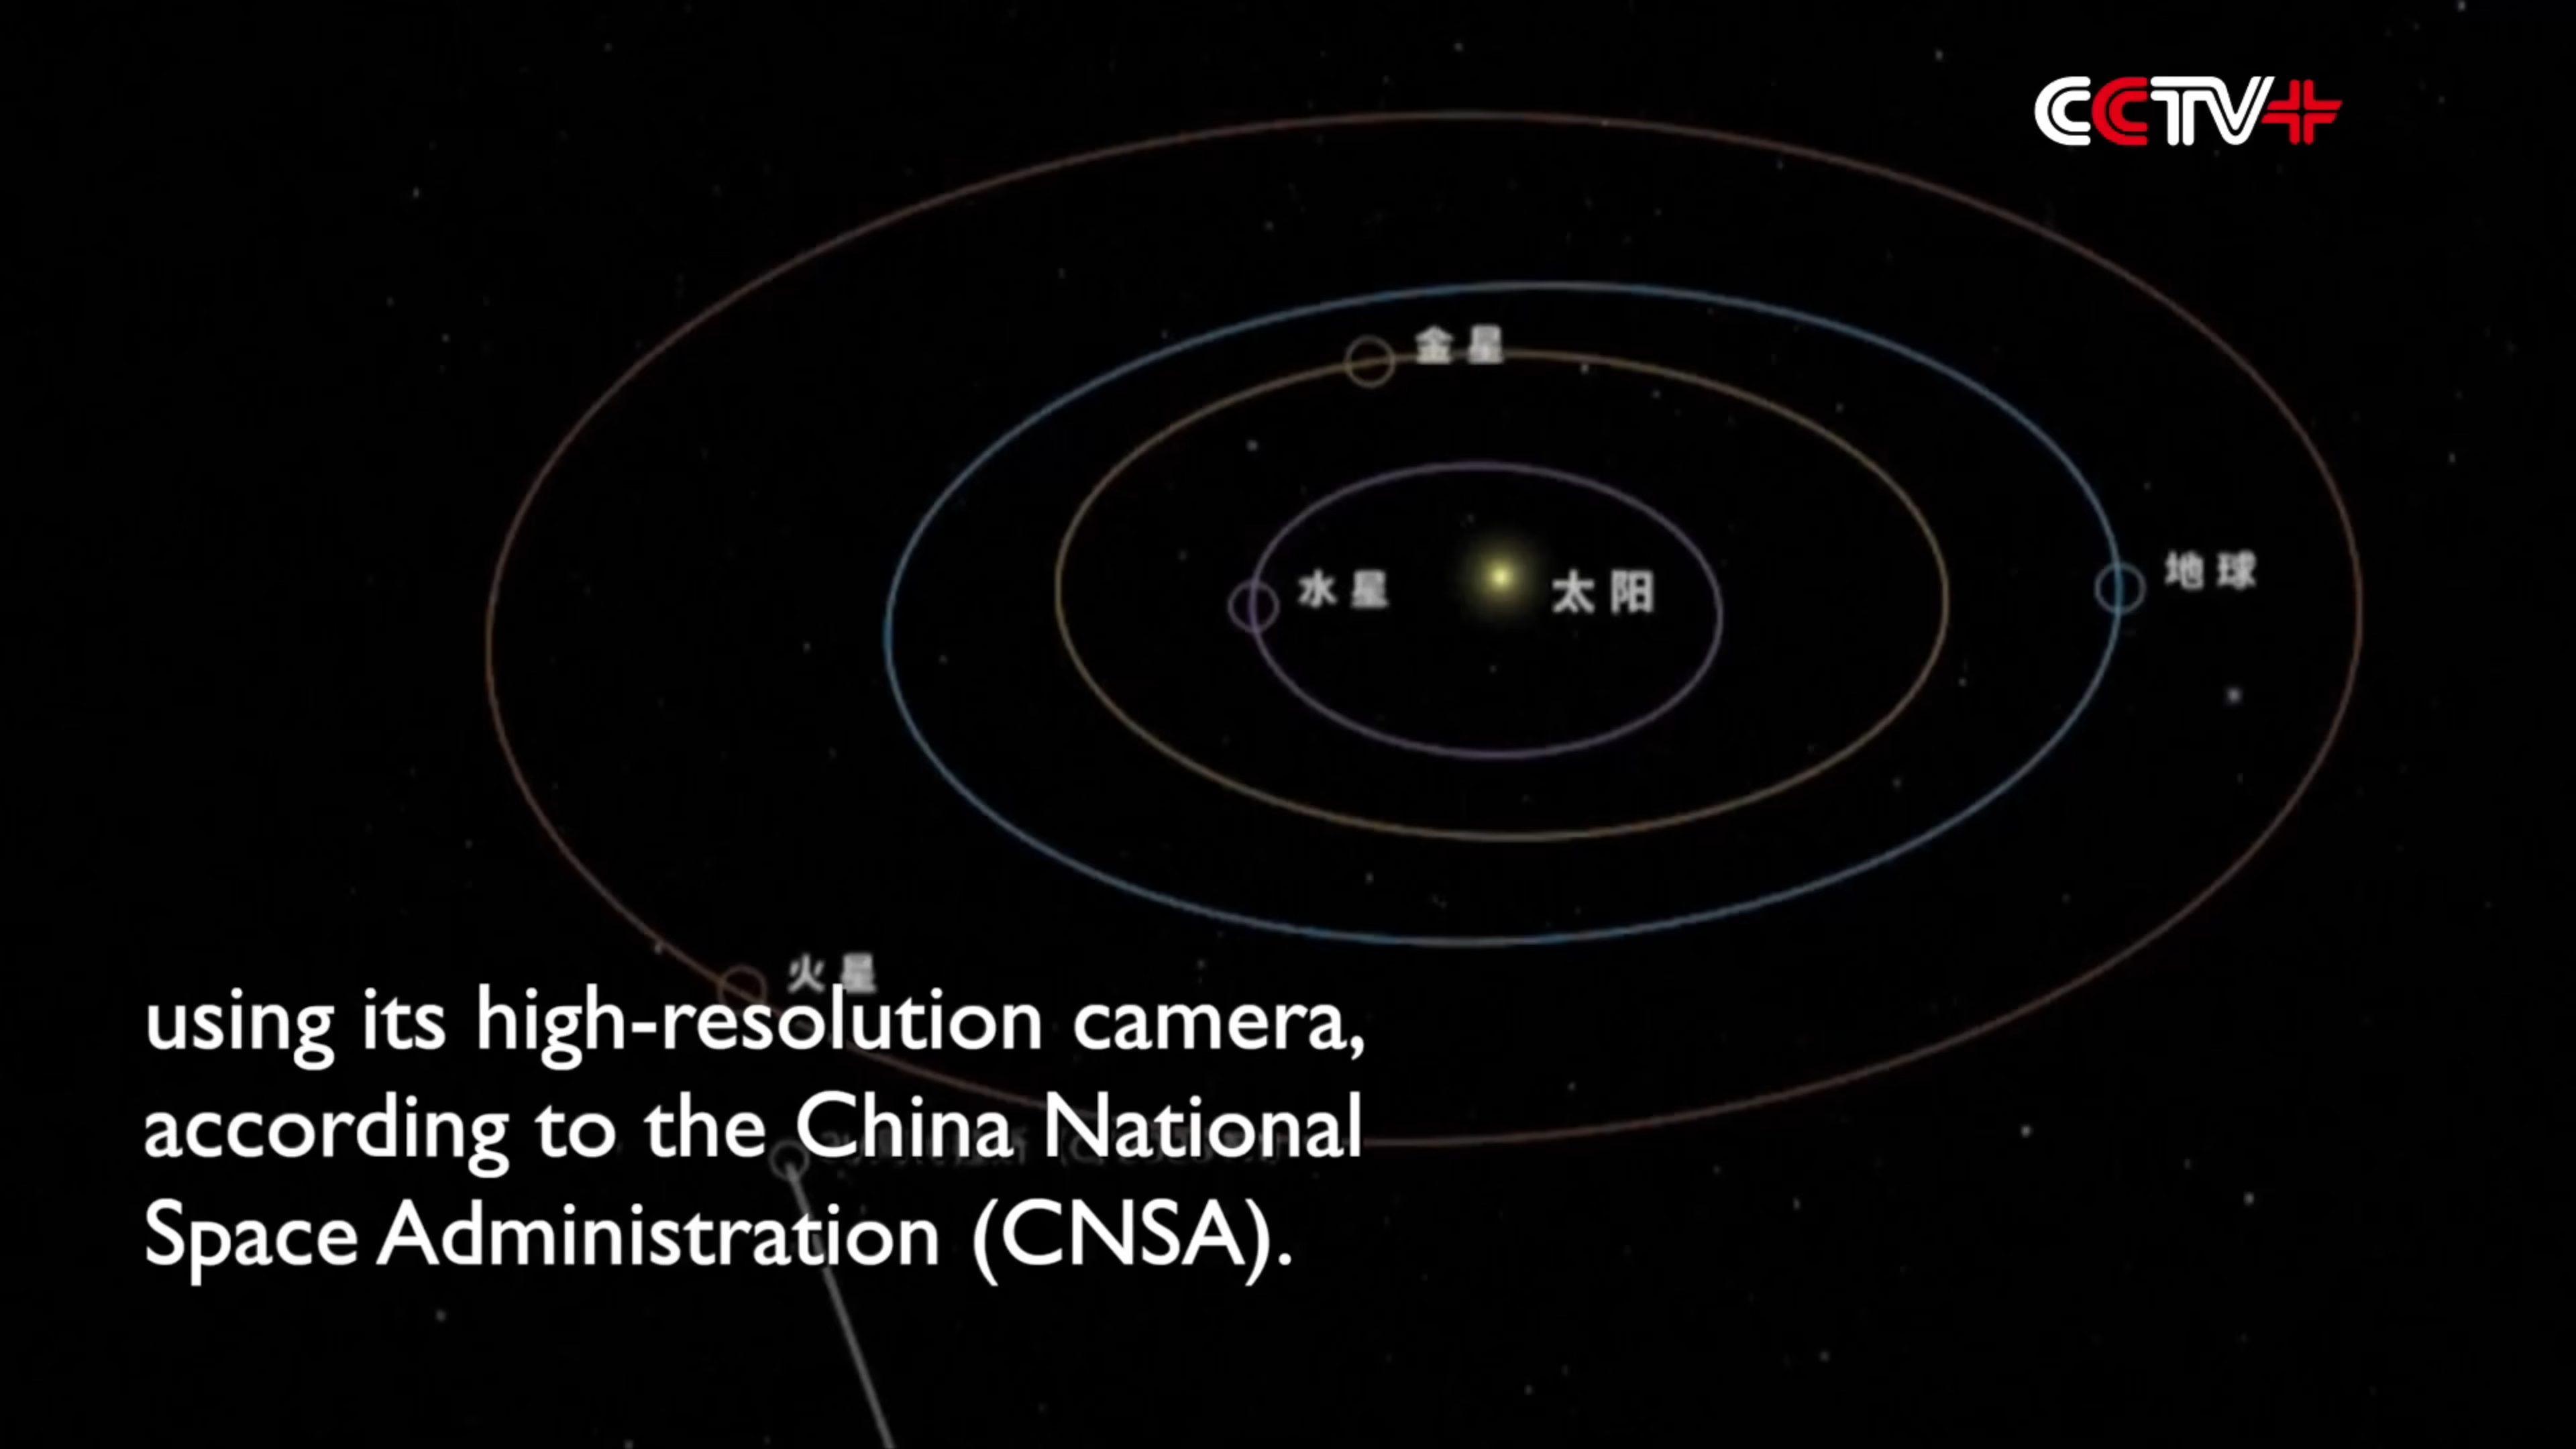 CCTV+
金星
水星
太阳
地球
火星
using its high-resolution camera,
according to the China National
Space Administration (CNSA).